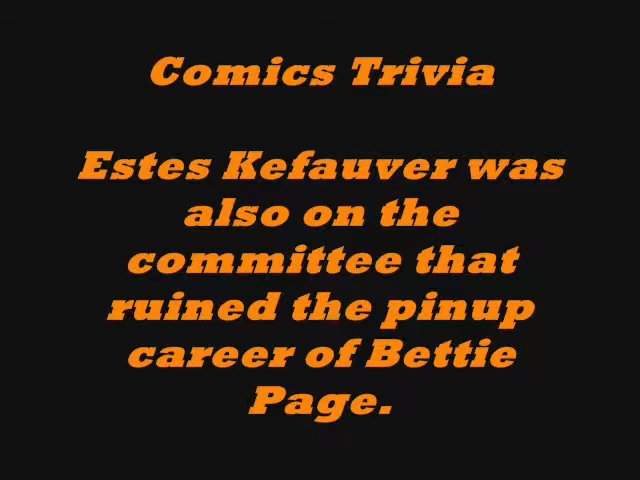 Comics Trivia
Estes Kefauver was
also on the
committee that
ruined the pinup
career of Bettie
Page.